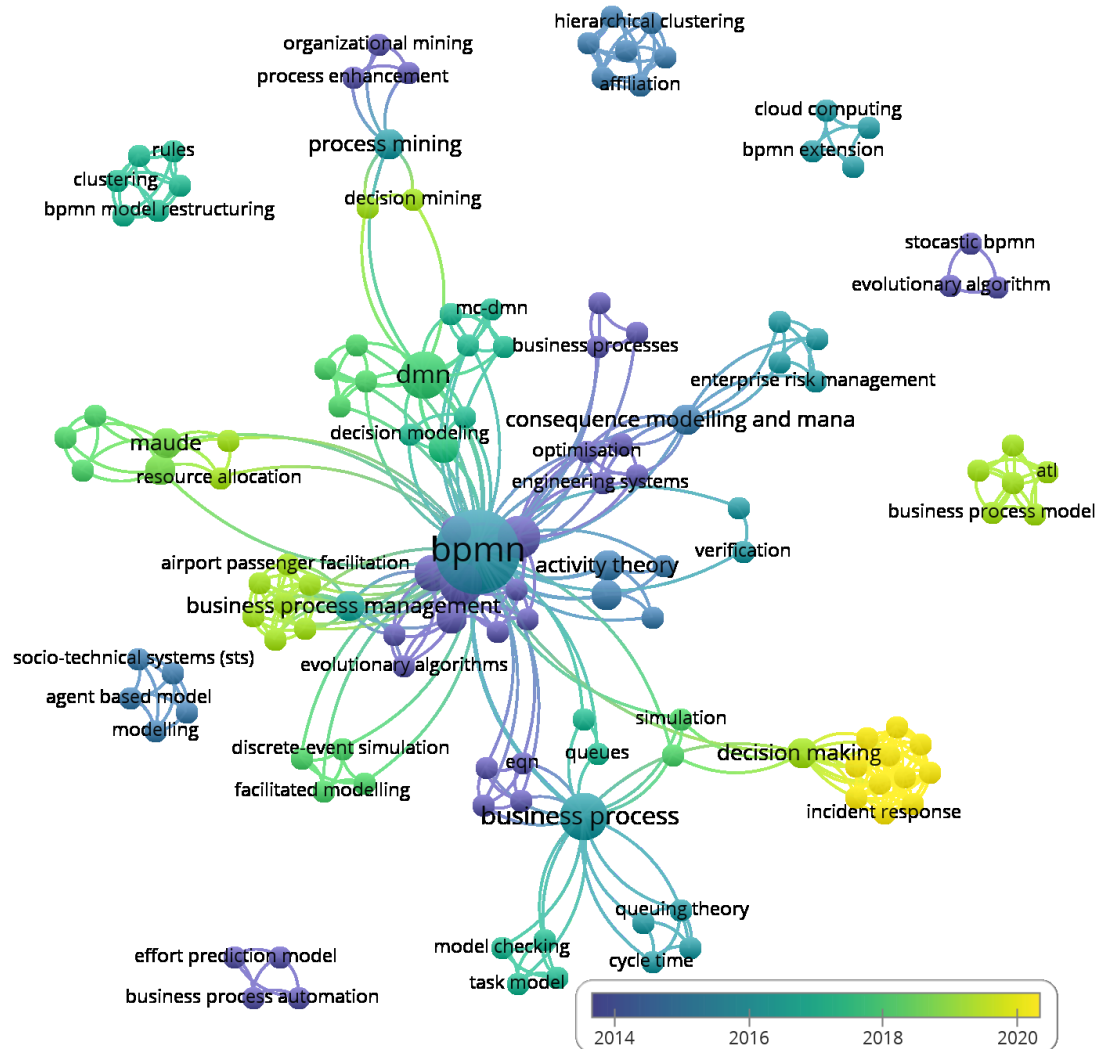 hierarchical clustering
organizational mining
process enhancement
affiliation
cloud computing
process mining
bpmn extension
rules
clustering
decision mining
bpmn model restructuring
stocastic bpmn
evolutionary algorithm
mc-dmn
business processes
dmn
enterprise risk management
consequence modelling and mana
decision modeling
maude
optimisation
resource allocation
engineering systems
atl
business process model
bpmn
verification
airport passenger facilitation
activity theory
business process management
socio-technical systems (sts)
evolutionary algorithms
agent based model
modelling
simulation
discrete-event simulation
queues
decision making
eqn
facilitated modelling
business process
incident response
queuing theory
model checking
effort prediction model
cycle time
task model
business process automation
2014
2016
2018
2020